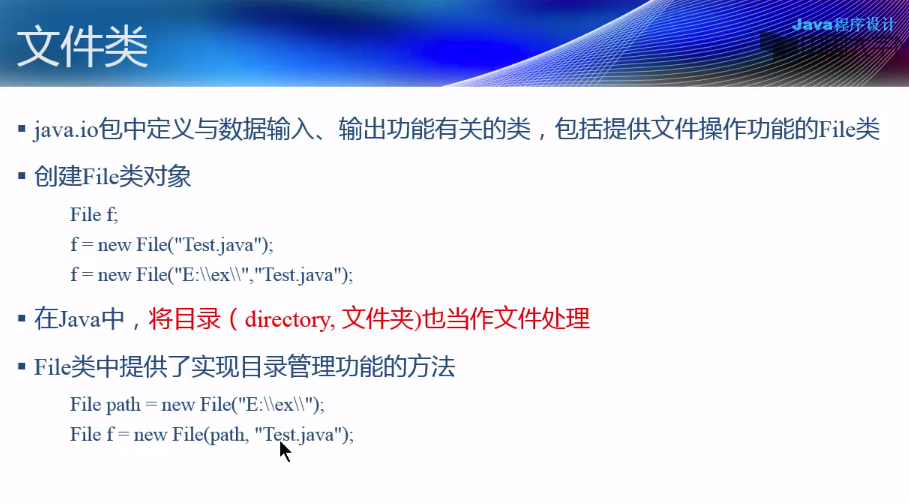 Java程序设计
文件类
▪ java.io包中定义与数据输入、输出功能有关的类，包括提供文件操作功能的File类
▪ 创建File类对象
File f;
f = new File("Test.java");
f = new File("E:\\ex\\","Test.java");
▪ 在Java中，将目录（directory, 文件夹)也当作文件处理
▪ File类中提供了实现目录管理功能的方法
File path = new File("E:\\ex\\");
File f = new File(path, "Test.java");